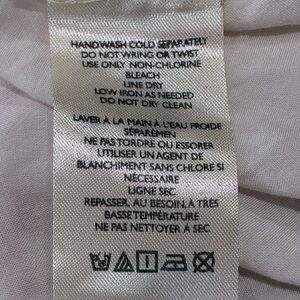 HANDWASH COLD SEPARATELY
DO NOT WRING OR TWIST
USE ONLY NON-CHLORINE
BLEACH
LINE DRY
LOW IRON AS NEEDED
DO NOT DRY CLEAN
LAVER À LA MAIN À L'EAU FROIDE
SÉPARÉMEN
NE PAS TORDRE OU ESSORER
UTILISER UN AGENT DE
BLANCHIMENT SANS CHLORE SI
NÉCESSAIRE
LIGNE SEC
REPASSER, AU BESOIN, À TRÈS
BASSE TEMPÉRATURE
NE PAS NETTOYER À SEC